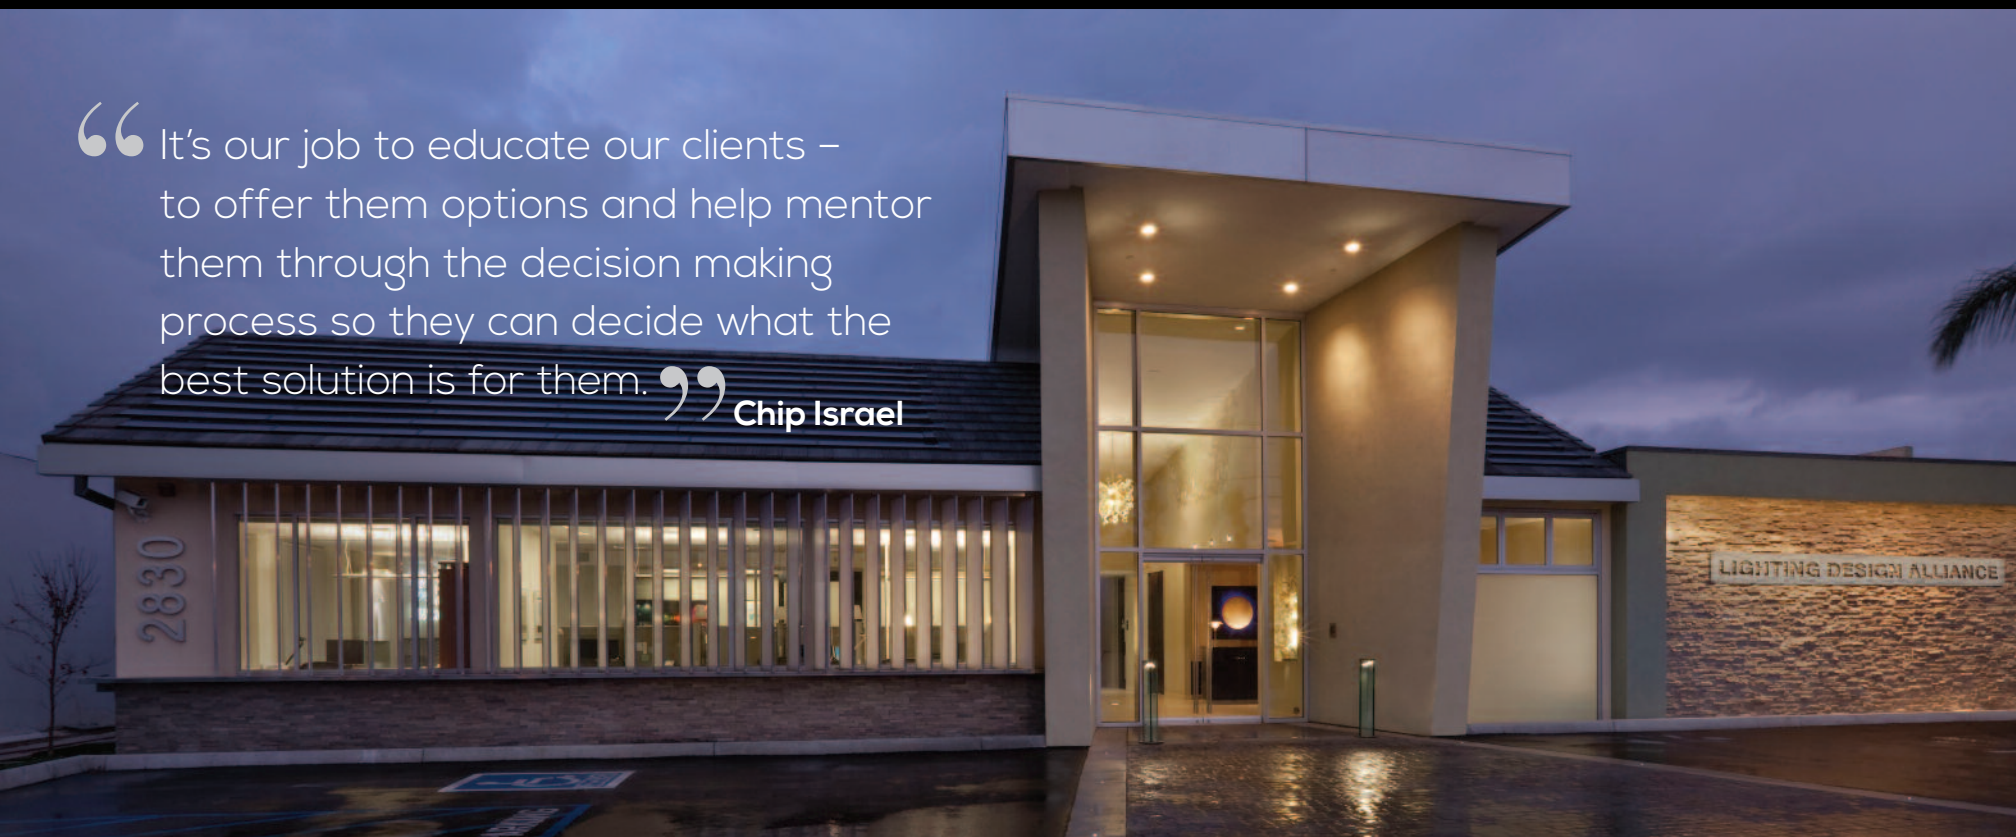 “It’s our job to educate our clients –
to offer them options and help mentor
them through the decision making
process so they can decide what the
best solution is for them.”
Chip Israel
2830
LIGHTING DESIGN ALLIANCE